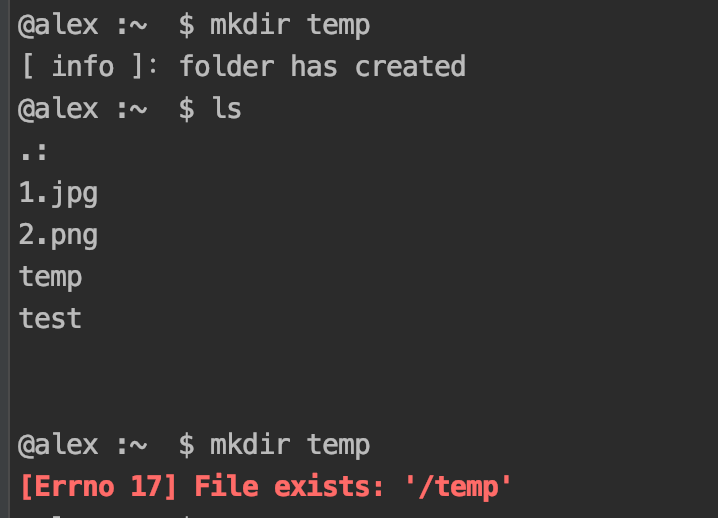 @alex :~  $ mkdir temp
[ info ]: folder has created
@alex :~  $ ls
.:
1.jpg
2.png
temp
test
@alex :~  $ mkdir temp
[Errno 17] File exists: '/temp'